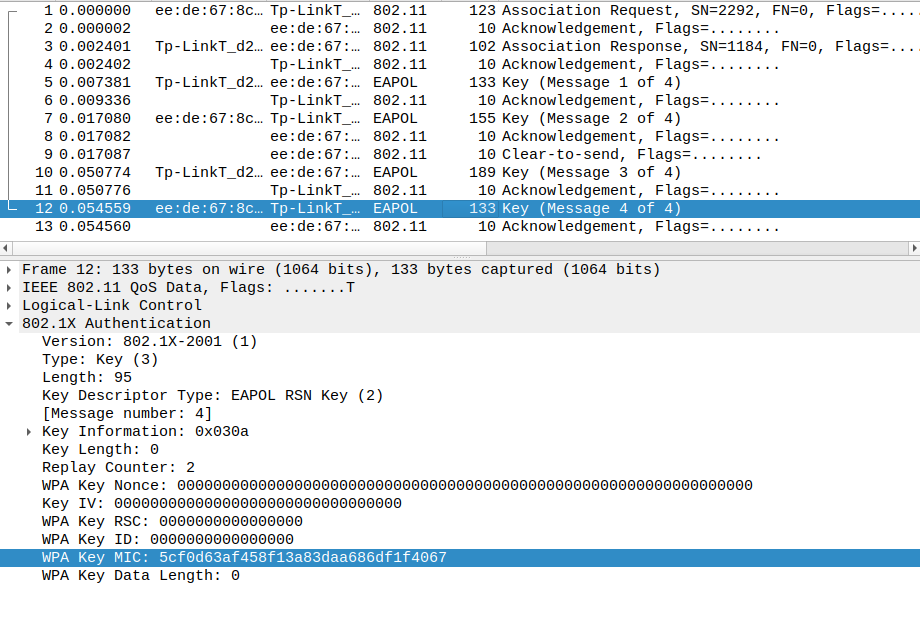 1 0.000000 ee:de:67:8c… Tp-LinkT_… 802.11 123 Association Request, SN=2292, FN=0, Flags=....
2 0.000002 ee:de:67:… 802.11 10 Acknowledgement, Flags=........
3 0.002401 Tp-LinkT_d2… ee:de:67:… 802.11 102 Association Response, SN=1184, FN=0, Flags=...
4 0.002402 Tp-LinkT_… 802.11 10 Acknowledgement, Flags=........
5 0.007381 Tp-LinkT_d2… ee:de:67:… EAPOL 133 Key (Message 1 of 4)
6 0.009336 Tp-LinkT_… 802.11 10 Acknowledgement, Flags=........
7 0.017080 ee:de:67:8c… Tp-LinkT_… EAPOL 155 Key (Message 2 of 4)
8 0.017082 ee:de:67:… 802.11 10 Acknowledgement, Flags=........
9 0.017087 ee:de:67:… 802.11 10 Clear-to-send, Flags=........
10 0.050774 Tp-LinkT_d2… ee:de:67:… EAPOL 189 Key (Message 3 of 4)
11 0.050776 Tp-LinkT_… 802.11 10 Acknowledgement, Flags=........
12 0.054559 ee:de:67:8c… Tp-LinkT_… EAPOL 133 Key (Message 4 of 4)
13 0.054560 ee:de:67:… 802.11 10 Acknowledgement, Flags=........
Frame 12: 133 bytes on wire (1064 bits), 133 bytes captured (1064 bits)
IEEE 802.11 QoS Data, Flags: .......T
Logical-Link Control
802.1X Authentication
Version: 802.1X-2001 (1)
Type: Key (3)
Length: 95
Key Descriptor Type: EAPOL RSN Key (2)
[Message number: 4]
Key Information: 0x030a
Key Length: 0
Replay Counter: 2
WPA Key Nonce: 0000000000000000000000000000000000000000000000000000000000000000
Key IV: 00000000000000000000000000000000
WPA Key RSC: 0000000000000000
WPA Key ID: 0000000000000000
WPA Key MIC: 5cf0d63af458f13a83daa686df1f4067
WPA Key Data Length: 0